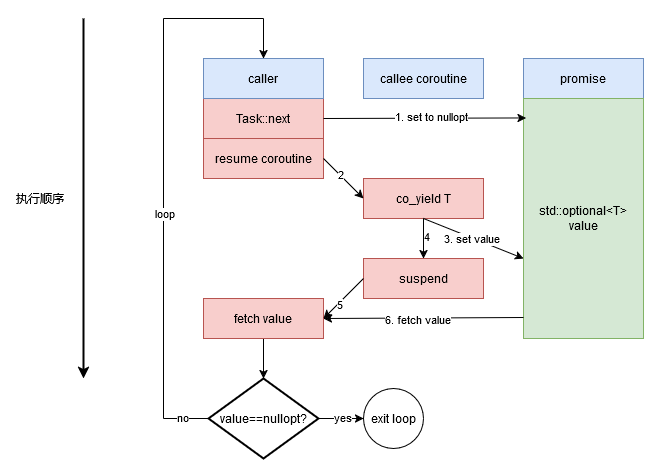 caller
callee coroutine
promise
Task::next
1. set to nullopt
resume coroutine
2
执行顺序
co_yield T
std::optional<T>
value
loop
4
3. set value
suspend
5
fetch value
6. fetch value
no
value==nullopt?
yes
exit loop